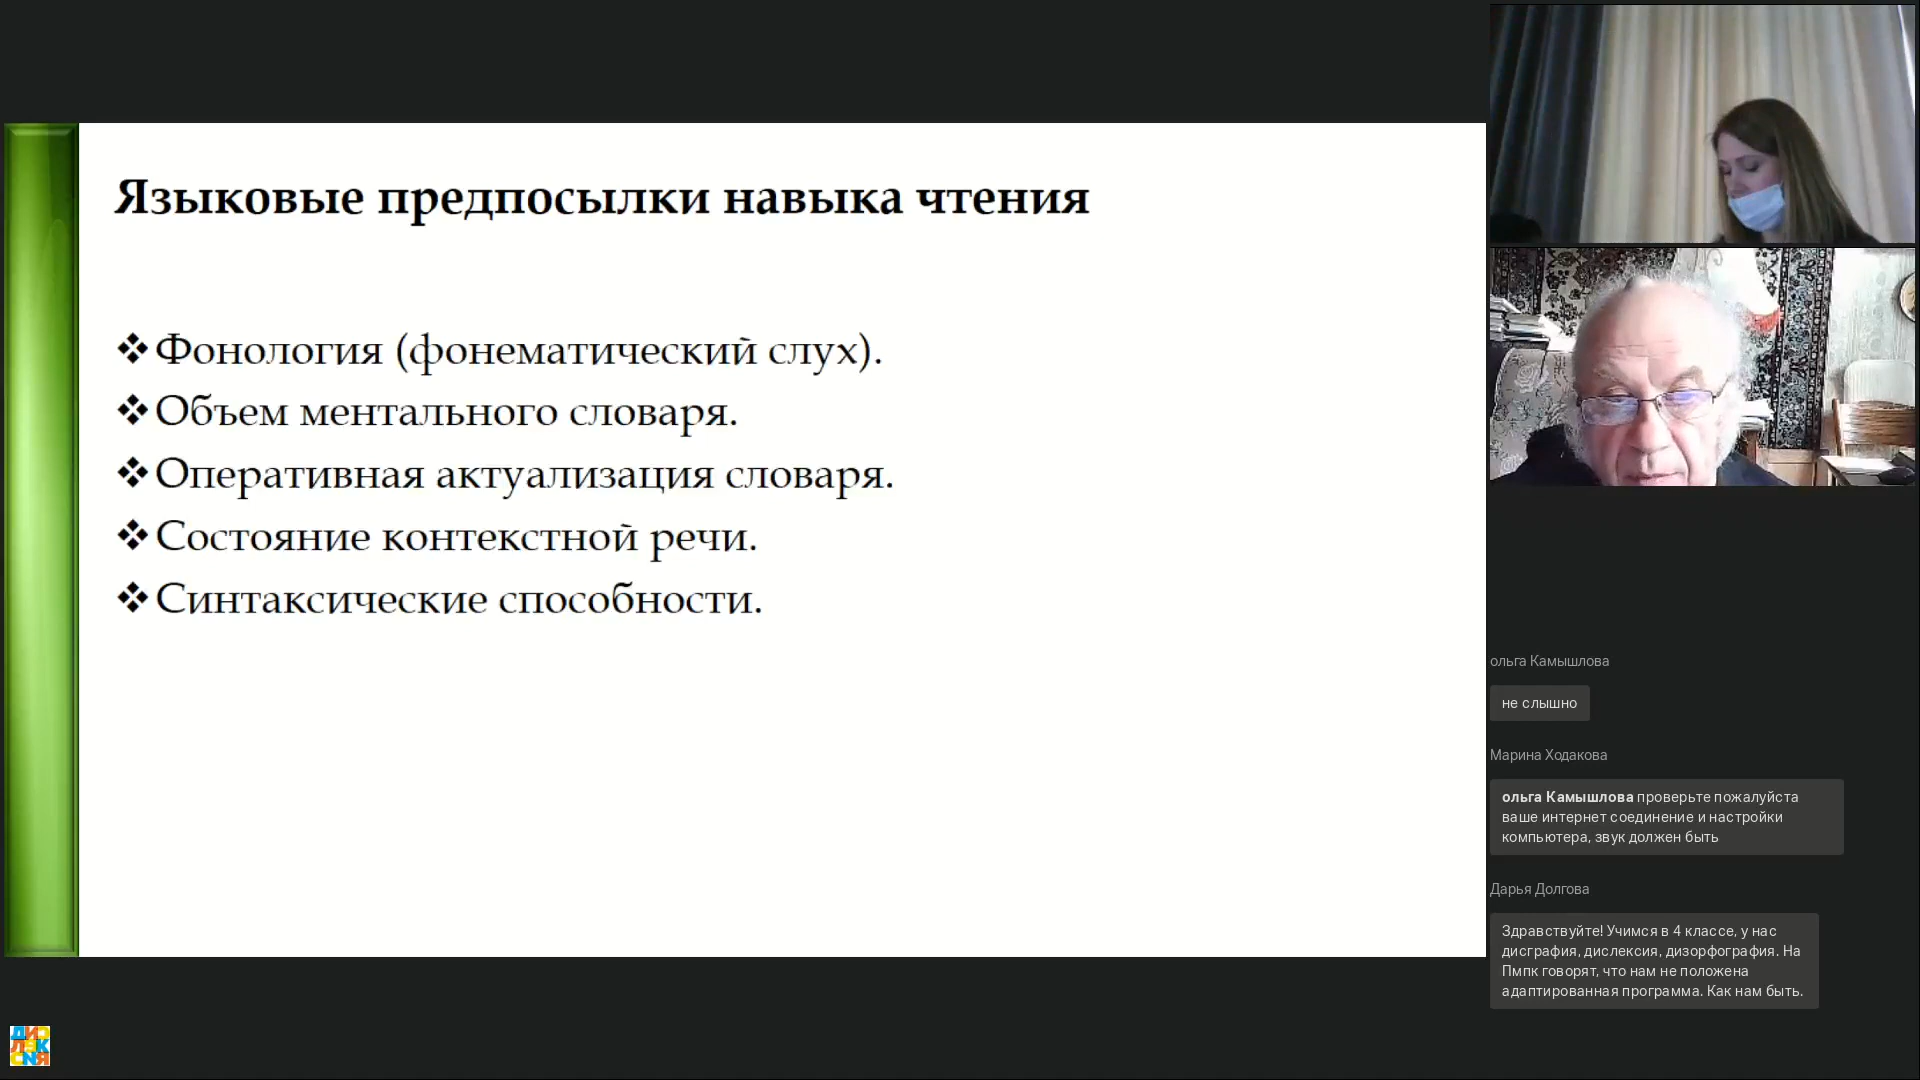 Языковые предпосылки навыка чтения
❖Фонология (фонематический слух).
❖Объем ментального словаря.
❖Оперативная актуализация словаря.
❖Состояние контекстной речи.
❖Синтаксические способности.
ольга Камышлова
не слышно
Марина Ходакова
ольга Камышлова проверьте пожалуйста
ваше интернет соединение и настройки
компьютера, звук должен быть
Дарья Долгова
Здравствуйте! Учимся в 4 классе, у нас
дисграфия, дислексия, дизорфография. На
Пмпк говорят, что нам не положена
адаптированная программа. Как нам быть.
ДИС
ЛЕК
СИЯ